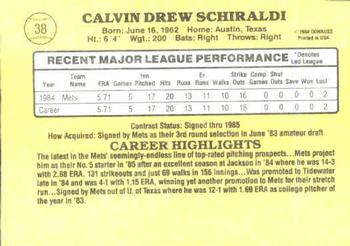 38
CALVIN DREW SCHIRALDI
© 1984 DONRUSS
Printed in USA
Born: June 16, 1962 Home: Austin, Texas
Ht.: 6'4" Wgt.: 200 Bats: Right Throws: Right
RECENT MAJOR LEAGUE PERFORMANCE
*Denotes
Led League
Year Team Name ERA Games Inn. Pitched Hits Runs Er. Runs Walks Strike Outs Comp. Games Shut Outs Saves Won Lost
1984 Mets 5.71 5 17 20 13 11 10 16 0 0 0 0 2
Career 5.71 5 17 20 13 11 10 16 0 0 0 0 2
Contract Status: Signed thru 1985
How Acquired: Signed by Mets as their 3rd round selection in June '83 amateur draft
CAREER HIGHLIGHTS
The latest in the Mets' seemingly-endless line of top-rated pitching prospects...Mets project
him as their No. 5 starter in '85 after an excellent season at Jackson in '84 where he was 14-3
with 2.88 ERA, 131 strikeouts and just 69 walks in 156 innings...Was promoted to Tidewater
late in '84 and was 4-1 with 1.15 ERA, winning yet another promotion to Mets for their stretch
run...Signed by Mets out of U. of Texas where he was 12-1 with 1.69 ERA as college pitcher
of the year in '83.